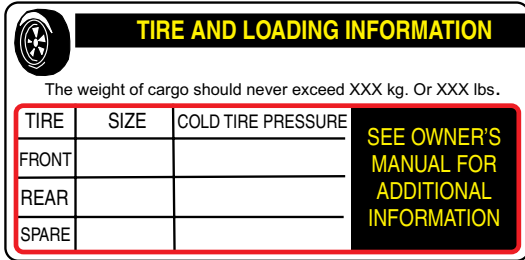 TIRE AND LOADING INFORMATION
The weight of cargo should never exceed XXX kg. Or XXX lbs.
TIRE SIZE COLD TIRE PRESSURE
FRONT
REAR
SPARE
SEE OWNER'S
MANUAL FOR
ADDITIONAL
INFORMATION